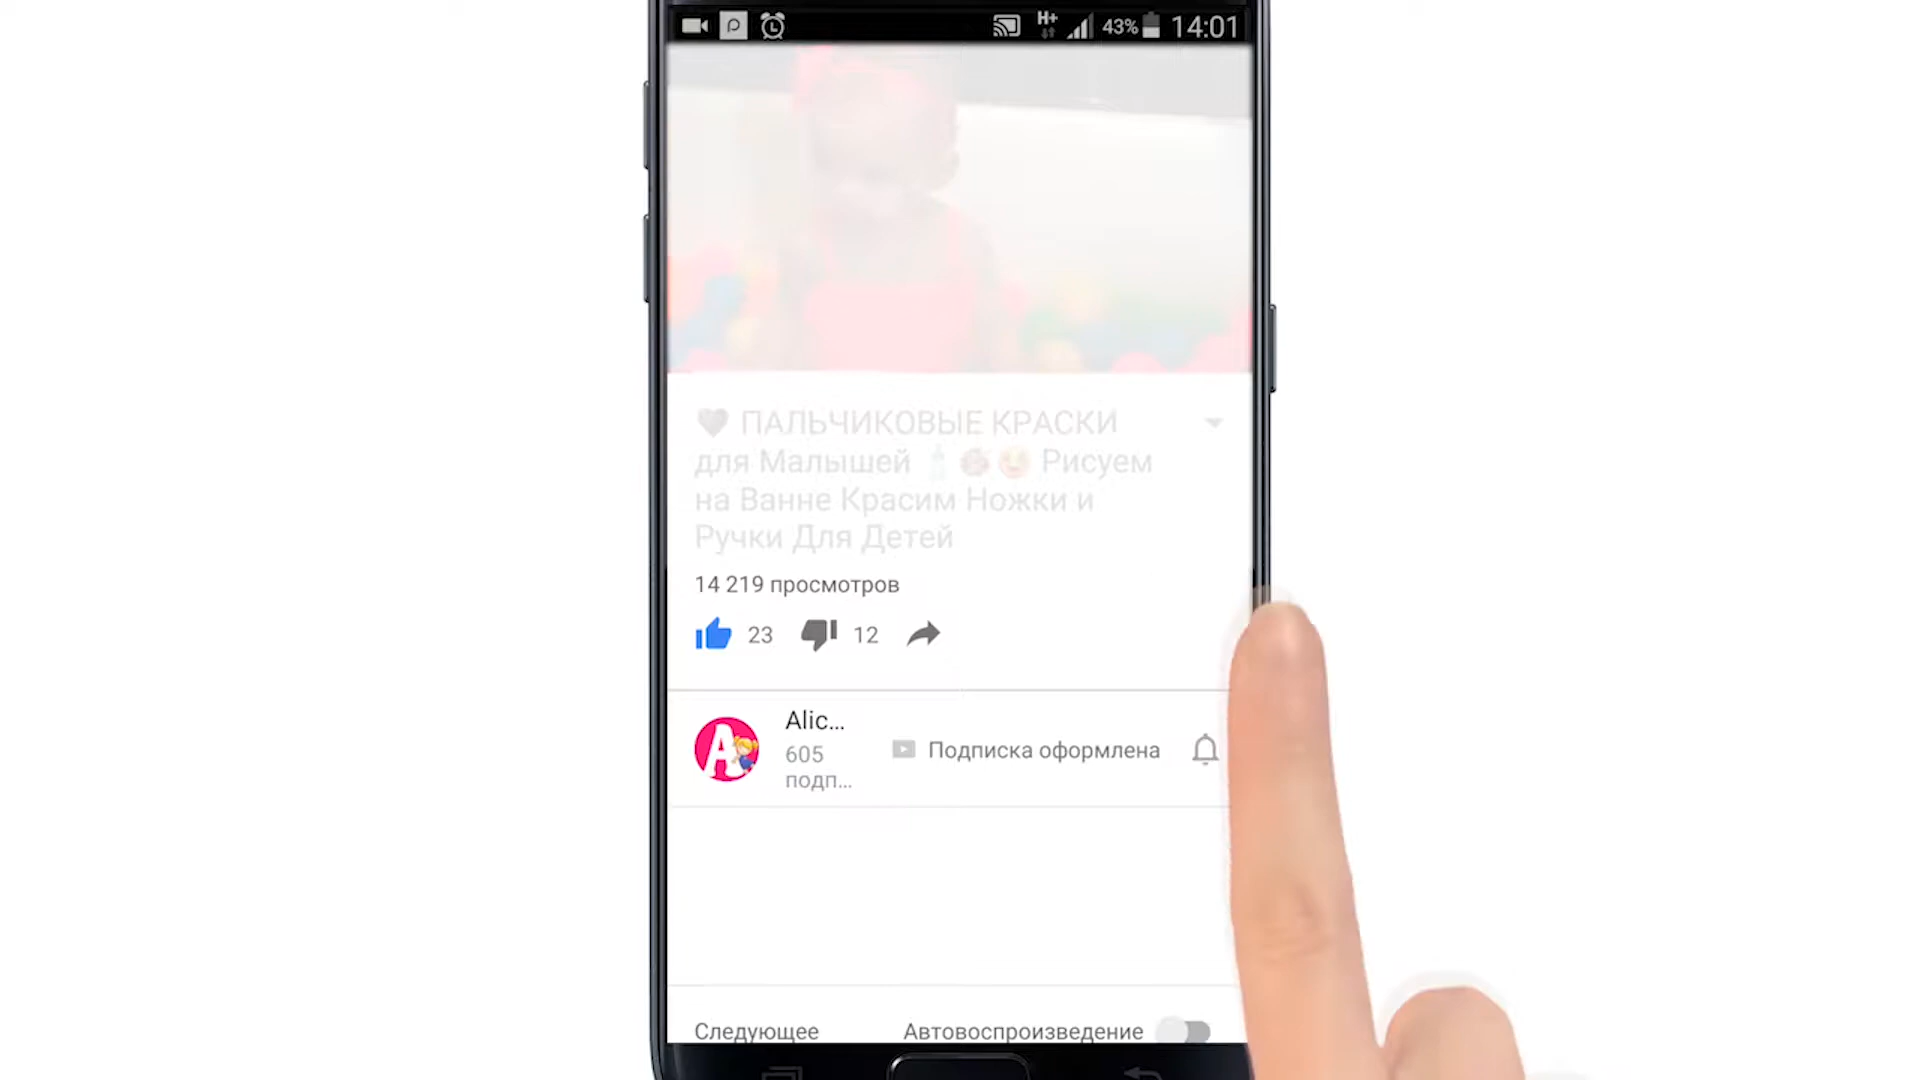 H+ 43% 14:01
ПАЛЬЧИКОВЫЕ КРАСКИ
для Малышей Рисуем
на Ванне Красим Ножки и
Ручки Для Детей
14 219 просмотров
23 12
A
Alic...
605
подп...
Подписка оформлена
Следующее Автовоспроизведение